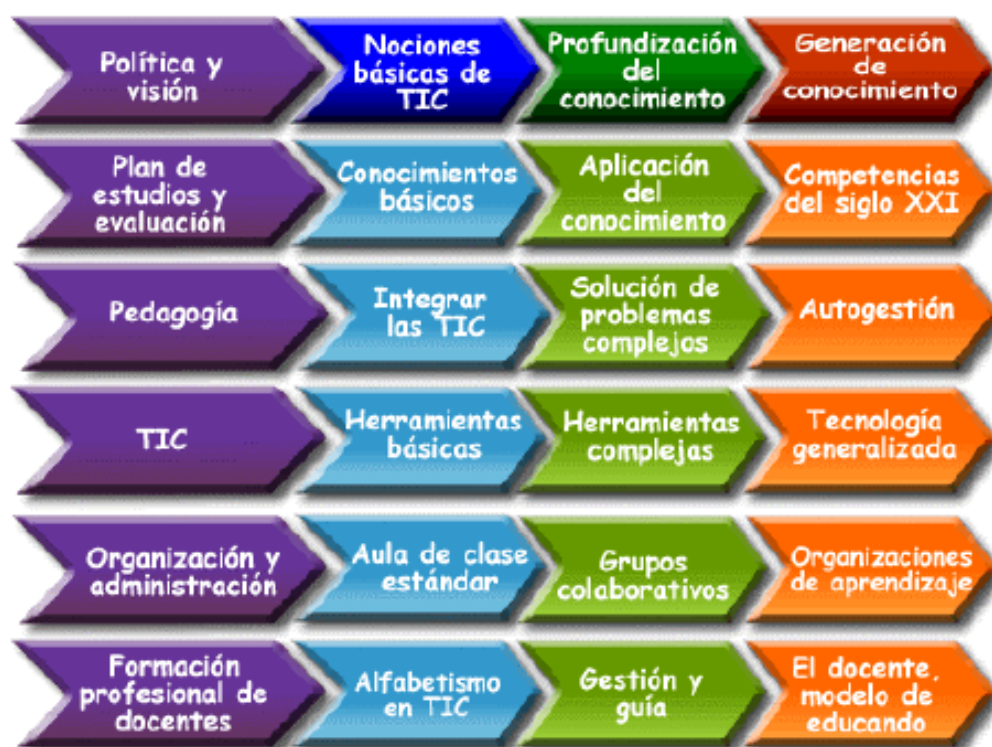 Política y
visión
Nociones
básicas de
TIC
Profundización
del
conocimiento
Generación
de
conocimiento
Plan de
estudios y
evaluación
Conocimientos
básicos
Aplicación
del
conocimiento
Competencias
del siglo XXI
Pedagogía
Integrar
las TIC
Solución de
problemas
complejos
Autogestión
TIC
Herramientas
básicas
Herramientas
complejas
Tecnología
generalizada
Organización y
administración
Aula de clase
estándar
Grupos
colaborativos
Organizaciones
de aprendizaje
Formación
profesional de
docentes
Alfabetismo
en TIC
Gestión y
guía
El docente,
modelo de
educando